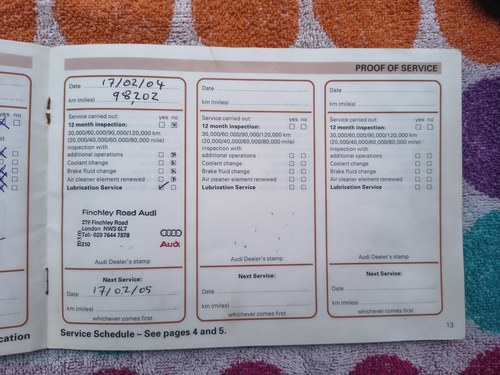 PROOF OF SERVICE
no
Date 17/02/04
km (miles) 98,202
Service carried out: yes no
12 month inspection:
30,000/60,000/90,000/120,000 km
(20,000/40,000/60,000/80,000 mile)
inspection with
additional operations
Coolant change
Brake fluid change
Air cleaner element renewed
Lubrication Service
Finchley Road Audi
279 Finchley Road
London NW3 6LT
Tel: 020 7644 7878
B210
Audi
Audi Dealer's stamp
Next Service:
Date 17/02/05
km (miles)
whichever comes first
Date
km (miles)
Service carried out: yes no
12 month inspection:
30,000/60,000/90,000/120,000 km
(20,000/40,000/60,000/80,000 mile)
inspection with
additional operations
Coolant change
Brake fluid change
Air cleaner element renewed
Lubrication Service
Audi Dealer's stamp
Next Service:
Date
km (miles)
whichever comes first
Date
km (miles)
Service carried out: yes no
12 month inspection:
30,000/60,000/90,000/120,000 km
(20,000/40,000/60,000/80,000 mile)
inspection with
additional operations
Coolant change
Brake fluid change
Air cleaner element renewed
Lubrication Service
Audi Dealer's stamp
Next Service:
Date
km (miles)
whichever comes first
13
Service Schedule – See pages 4 and 5.